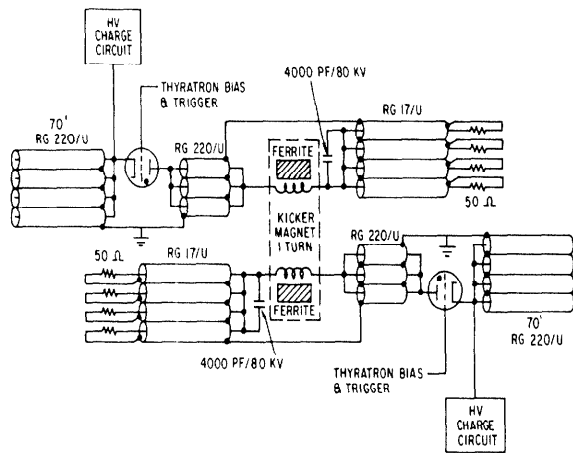 HV
CHARGE
CIRCUIT
THYRATRON BIAS
& TRIGGER
4000 PF/80 KV
70'
RG 220/U
RG 220/U
RG 17/U
FERRITE
50 Ω
KICKER
MAGNET
1 TURN
50 Ω
RG 17/U
RG 220/U
FERRITE
4000 PF/80 KV
THYRATRON BIAS
& TRIGGER
70'
RG 220/U
HV
CHARGE
CIRCUIT